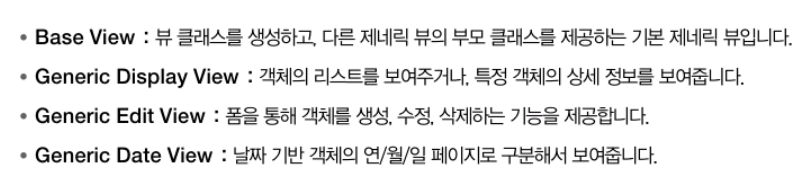 • Base View : 뷰 클래스를 생성하고, 다른 제네릭 뷰의 부모 클래스를 제공하는 기본 제네릭 뷰입니다.
• Generic Display View : 객체의 리스트를 보여주거나, 특정 객체의 상세 정보를 보여줍니다.
• Generic Edit View : 폼을 통해 객체를 생성, 수정, 삭제하는 기능을 제공합니다.
• Generic Date View : 날짜 기반 객체의 연/월/일 페이지로 구분해서 보여줍니다.